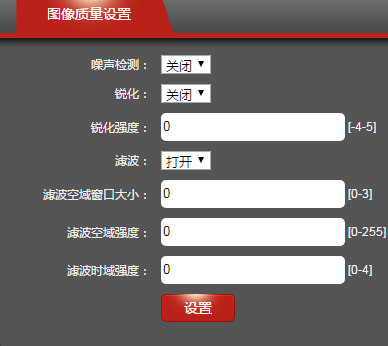 图像质量设置
噪声检测： 关闭
锐化： 关闭
锐化强度： 0 [-4-5]
滤波： 打开
滤波空域窗口大小： 0 [0-3]
滤波空域强度： 0 [0-255]
滤波时域强度： 0 [0-4]
设置